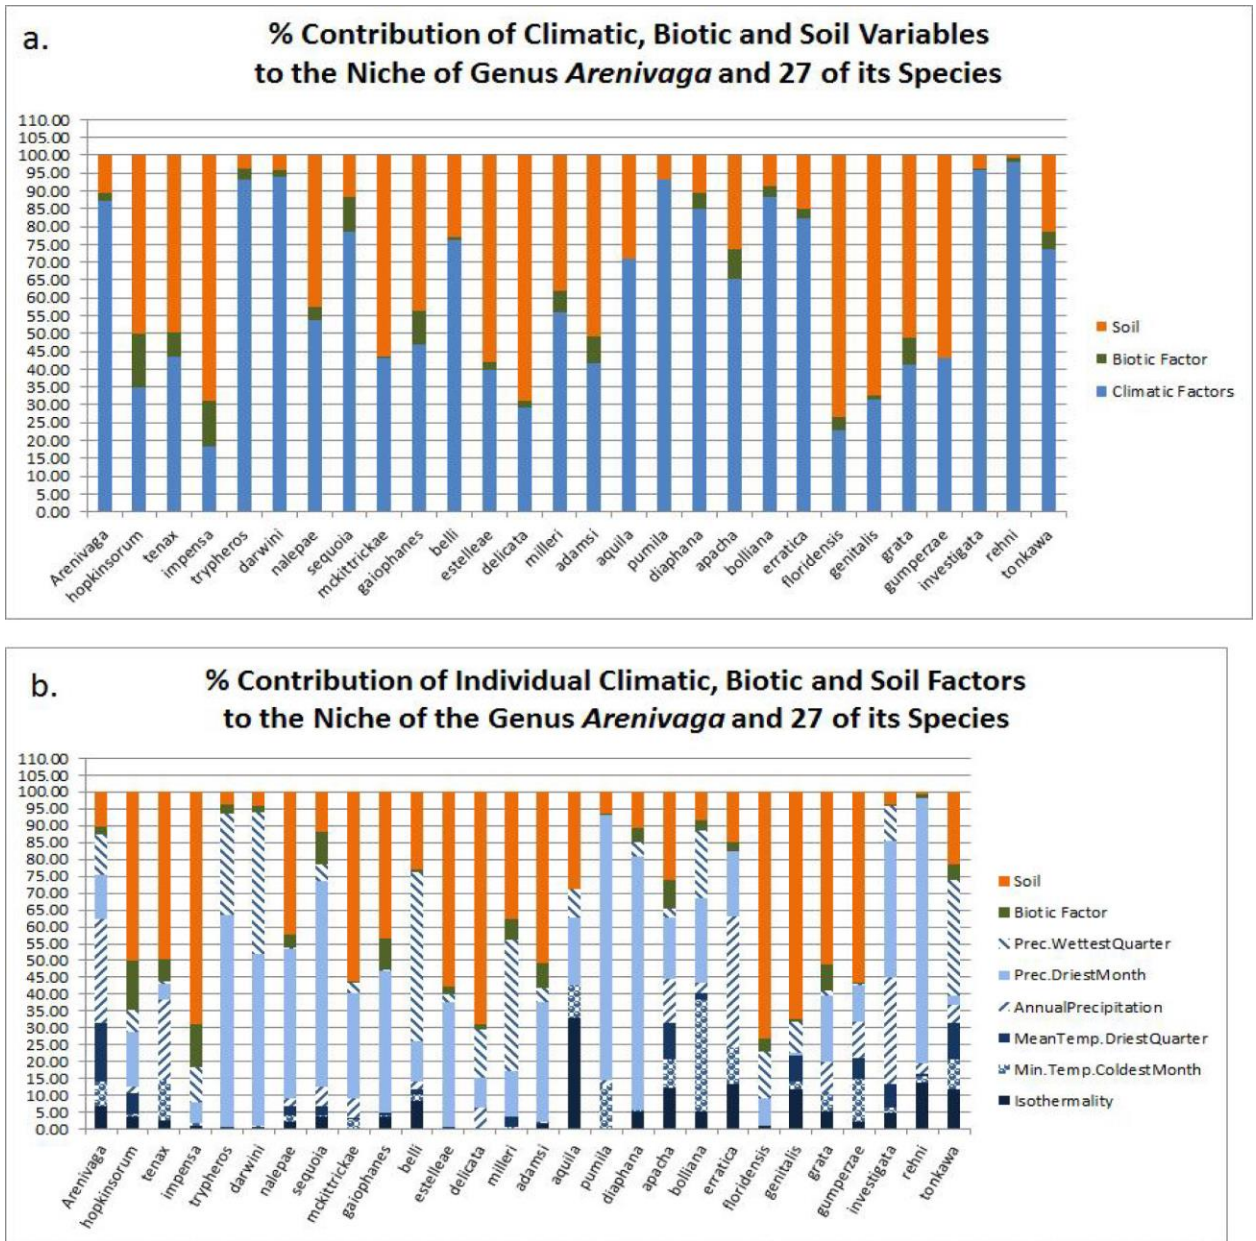 a.
% Contribution of Climatic, Biotic and Soil Variables
to the Niche of Genus Arenivaga and 27 of its Species
110.00
105.00
100.00
95.00
90.00
85.00
80.00
75.00
70.00
65.00
60.00
55.00
50.00
45.00
40.00
35.00
30.00
25.00
20.00
15.00
10.00
5.00
0.00
Arenivaga
hopkinsorum
tenax
impensa
trypheros
darwini
nalepae
sequoia
mckittrickae
gaiophanes
belli
estelleae
delicata
milleri
adamsi
aquila
pumila
diaphana
apacha
bolliana
erratica
floridensis
genitalis
grata
gumperzae
investigata
rehni
tonkawa
Soil
Biotic Factor
Climatic Factors
b.
% Contribution of Individual Climatic, Biotic and Soil Factors
to the Niche of the Genus Arenivaga and 27 of its Species
110.00
105.00
100.00
95.00
90.00
85.00
80.00
75.00
70.00
65.00
60.00
55.00
50.00
45.00
40.00
35.00
30.00
25.00
20.00
15.00
10.00
5.00
0.00
Arenivaga
hopkinsorum
tenax
impensa
trypheros
darwini
nalepae
sequoia
mckittrickae
gaiophanes
belli
estelleae
delicata
milleri
adamsi
aquila
pumila
diaphana
apacha
bolliana
erratica
floridensis
genitalis
grata
gumperzae
investigata
rehni
tonkawa
Soil
Biotic Factor
Prec.WettestQuarter
Prec.DriestMonth
AnnualPrecipitation
MeanTemp.DriestQuarter
Min.Temp.ColdestMonth
Isothermality